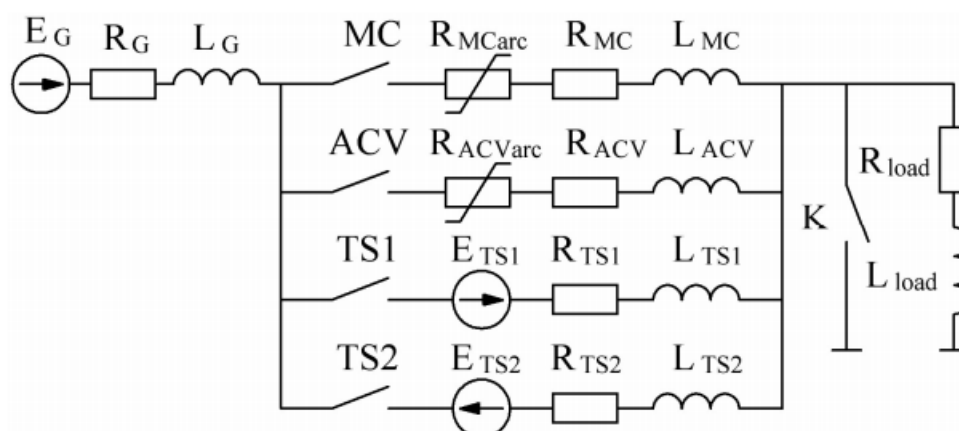 E G R G L G MC R MCarc R MC L MC
ACV R ACVarc R ACV L ACV
R load
TS1 E TS1 R TS1 L TS1
K
L load
TS2 E TS2 R TS2 L TS2